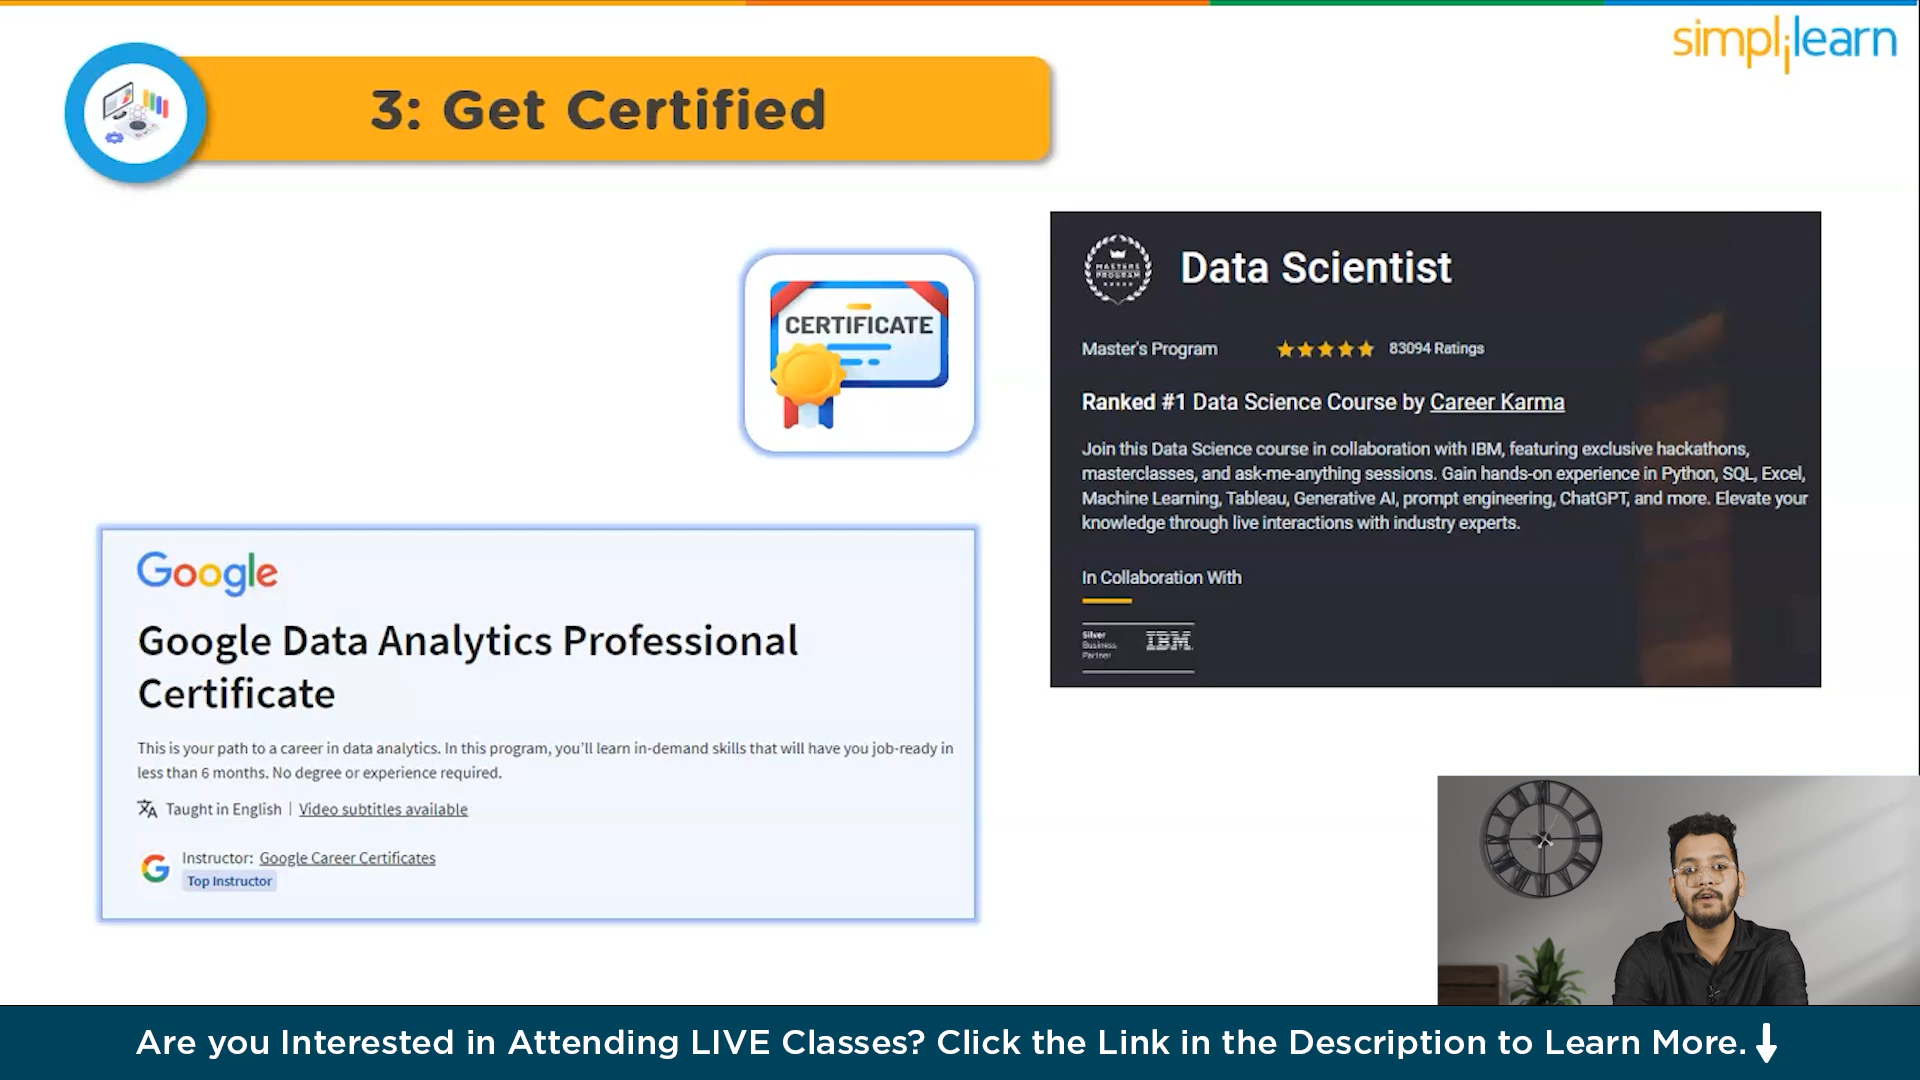 simplilearn
3: Get Certified
CERTIFICATE
MASTERS
PROGRAM
Data Scientist
Master's Program
83094 Ratings
Ranked #1 Data Science Course by Career Karma
Join this Data Science course in collaboration with IBM, featuring exclusive hackathons,
masterclasses, and ask-me-anything sessions. Gain hands-on experience in Python, SQL, Excel,
Machine Learning, Tableau, Generative AI, prompt engineering, ChatGPT, and more. Elevate your
knowledge through live interactions with industry experts.
In Collaboration With
Silver
Business
Partner
IBM
Google
Google Data Analytics Professional
Certificate
This is your path to a career in data analytics. In this program, you'll learn in-demand skills that will have you job-ready in
less than 6 months. No degree or experience required.
Taught in English | Video subtitles available
Instructor: Google Career Certificates
Top Instructor
Are you Interested in Attending LIVE Classes? Click the Link in the Description to Learn More.